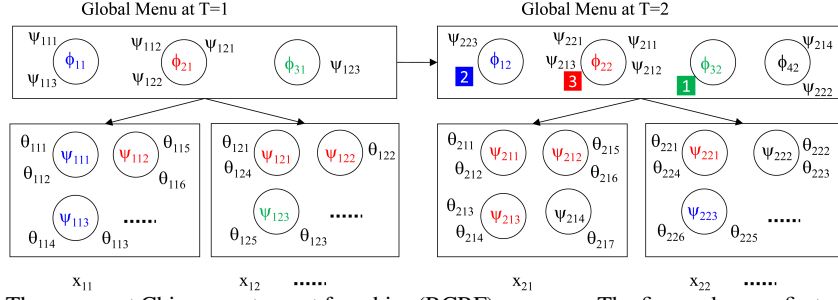 Global Menu at T=1
Global Menu at T=2
ψ111 ϕ11 ψ113 ψ112 ϕ21 ψ121 ψ122 ϕ31 ψ123
ψ223 ϕ12 2 ψ221 ψ213 ϕ22 3 ψ211 ψ212 ϕ32 1 ϕ42 ψ214 ψ222
θ111 ψ111 θ112 ψ112 θ115 θ116
ψ113 θ114 θ113 ......
θ121 θ124 ψ121 ψ122 θ122
ψ123 θ125 θ123 ......
θ211 θ212 ψ211 ψ212 θ215 θ216
θ213 θ214 ψ213 ψ214 θ217
θ221 θ224 ψ221 ψ222 θ222 θ223
ψ223 θ226 θ225 ......
x11 x12 ...... x21 x22 ......